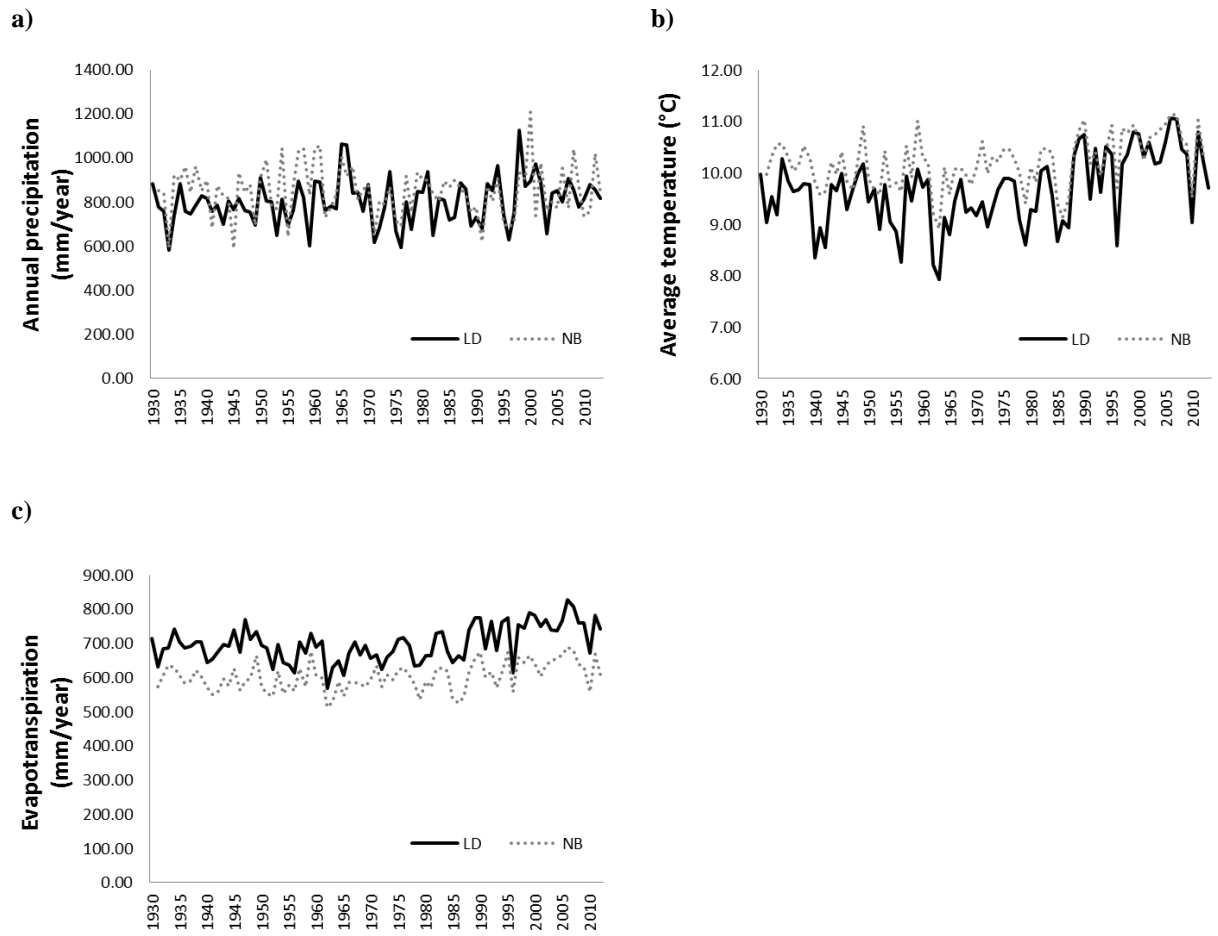 a)
Annual precipitation
(mm/year)
1400.00
1200.00
1000.00
800.00
600.00
400.00
200.00
0.00
LD NB
1930 1935 1940 1945 1950 1955 1960 1965 1970 1975 1980 1985 1990 1995 2000 2005 2010
b)
Average temperature (°C)
12.00
11.00
10.00
9.00
8.00
7.00
6.00
LD NB
1930 1935 1940 1945 1950 1955 1960 1965 1970 1975 1980 1985 1990 1995 2000 2005 2010
c)
Evapotranspiration
(mm/year)
900.00
800.00
700.00
600.00
500.00
400.00
300.00
200.00
100.00
0.00
LD NB
1930 1935 1940 1945 1950 1955 1960 1965 1970 1975 1980 1985 1990 1995 2000 2005 2010